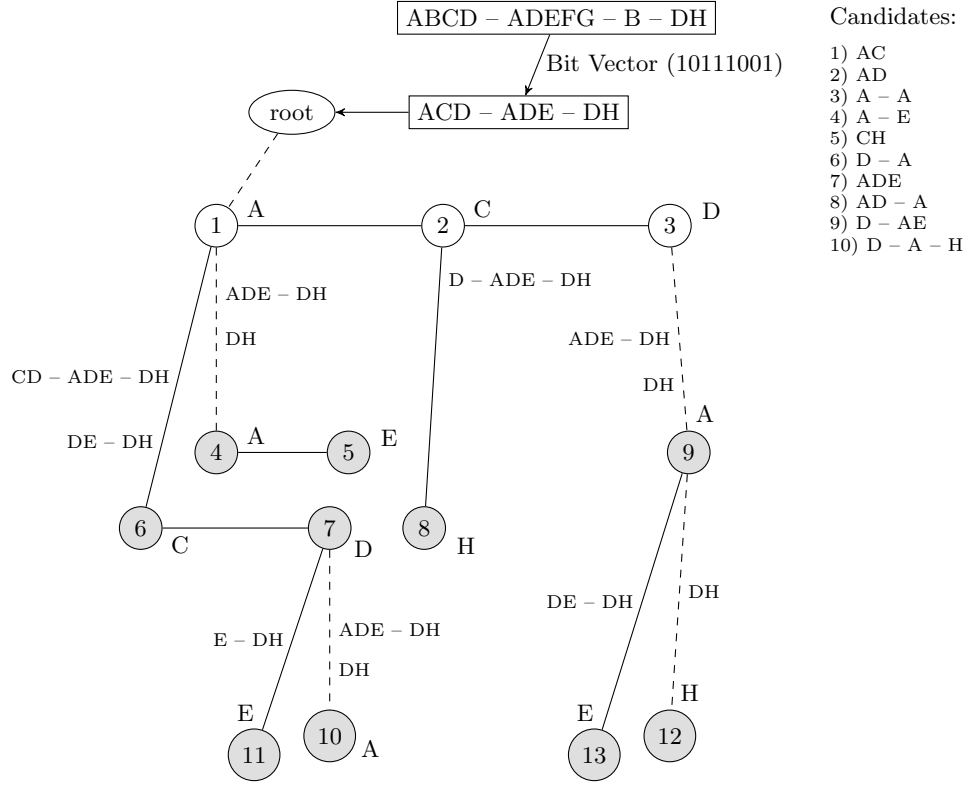 ABCD – ADEFG – B – DH
Bit Vector (10111001)
root
ACD – ADE – DH
1 A
2 C
3 D
ADE – DH
DH
D – ADE – DH
ADE – DH
DH
CD – ADE – DH
DE – DH
4 A
5 E
9 A
6 C
7 D
8 H
E – DH
ADE – DH
DH
DE – DH
DH
11 E
10 A
13 E
12 H
Candidates:
1) AC
2) AD
3) A – A
4) A – E
5) CH
6) D – A
7) ADE
8) AD – A
9) D – AE
10) D – A – H